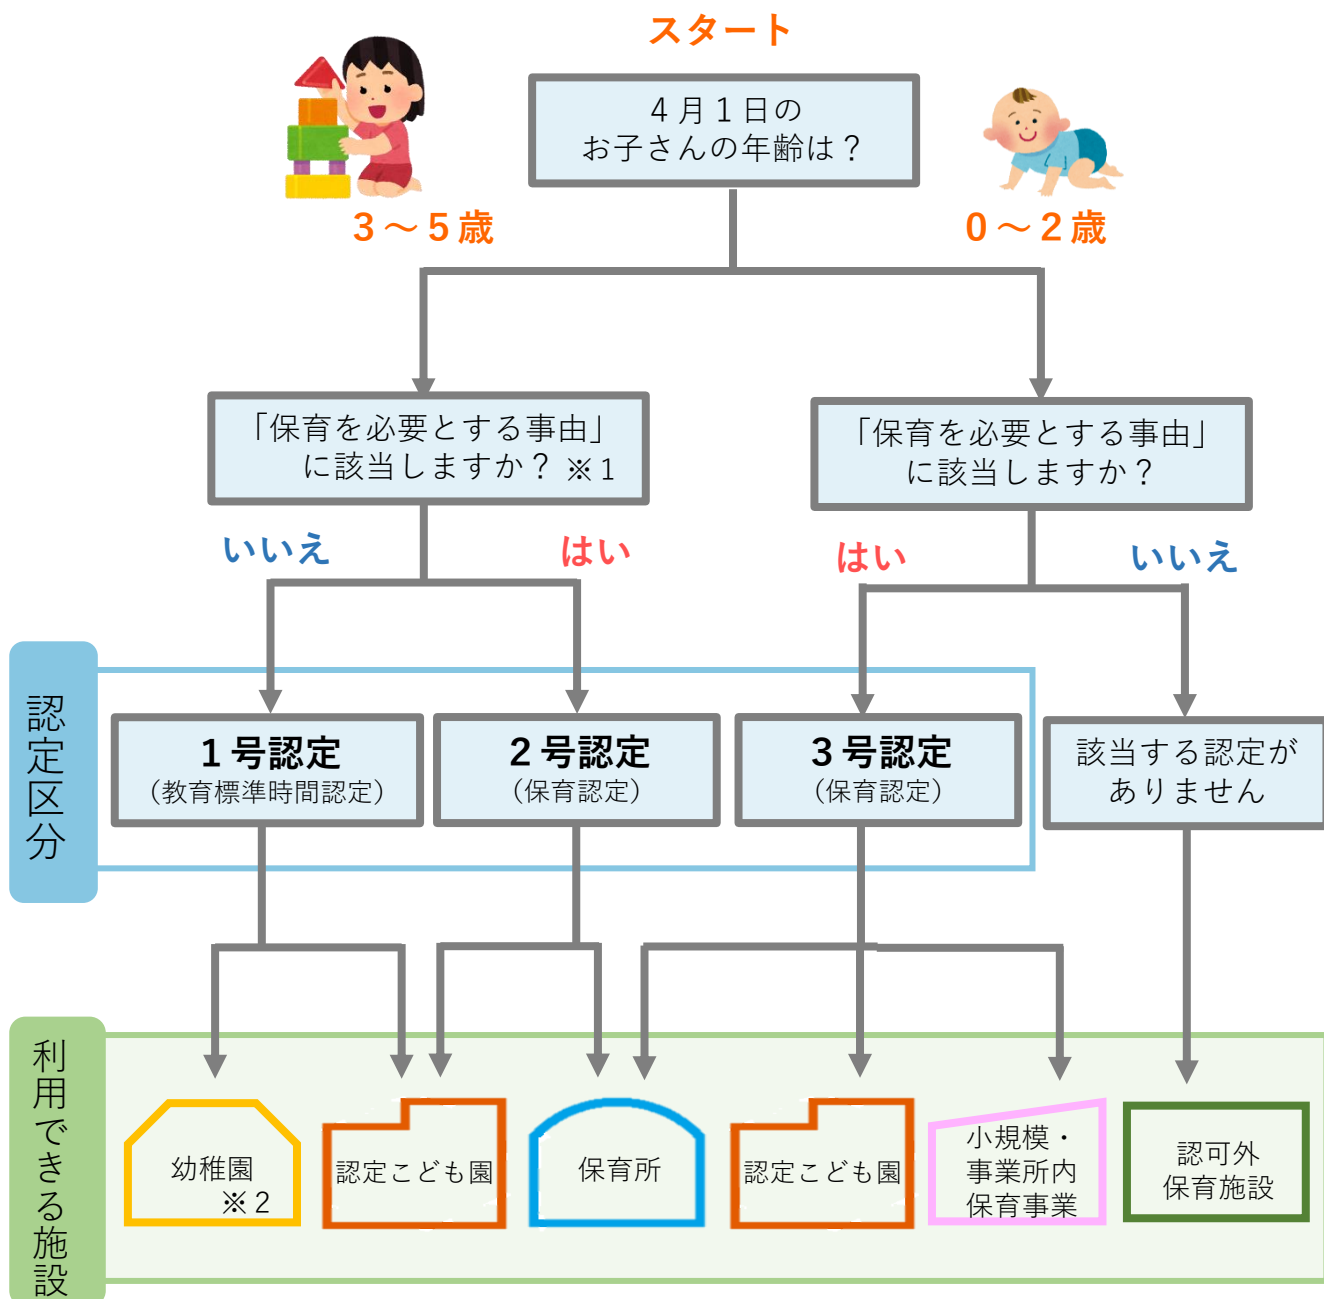 スタート
４月１日の
お子さんの年齢は？
３～５歳
０～２歳
「保育を必要とする事由」
に該当しますか？※１
「保育を必要とする事由」
に該当しますか？
いいえ
はい
はい
いいえ
認定区分
１号認定
（教育標準時間認定）
２号認定
（保育認定）
３号認定
（保育認定）
該当する認定が
ありません
利用できる施設
幼稚園
※２
認定こども園
保育所
認定こども園
小規模・
事業所内
保育事業
認可外
保育施設